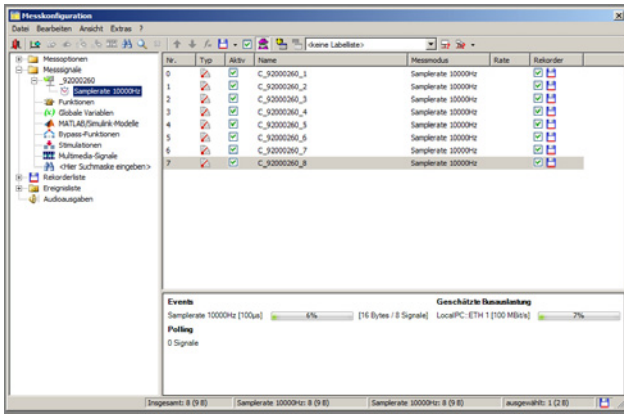 Messkonfiguration
Datei Bearbeiten Ansicht Extras ?
<keine Labelliste>
Messoptionen
Messsignale
_92000260
Samplerate 10000Hz
Funktionen
Globale Variablen
MATLAB/Simulink-Modelle
Bypass-Funktionen
Stimulationen
Multimedia-Signale
<Hier Suchmaske eingeben>
Rekorderliste
Ereignisliste
Audioausgaben
Nr. Typ Aktiv Name Messmodus Rate Rekorder
0 C_92000260_1 Samplerate 10000Hz
1 C_92000260_2 Samplerate 10000Hz
2 C_92000260_3 Samplerate 10000Hz
3 C_92000260_4 Samplerate 10000Hz
4 C_92000260_5 Samplerate 10000Hz
5 C_92000260_6 Samplerate 10000Hz
6 C_92000260_7 Samplerate 10000Hz
7 C_92000260_8 Samplerate 10000Hz
Events Geschätzte Busauslastung
Samplerate 10000Hz [100µs] 6% [16 Bytes / 8 Signale] LocalPC::ETH 1 [100 MBit/s] 7%
Polling
0 Signale
Insgesamt: 8 (9 B) Samplerate 10000Hz: 8 (9 B) Samplerate 10000Hz: 8 (9 B) ausgewählt: 1 (2 B)